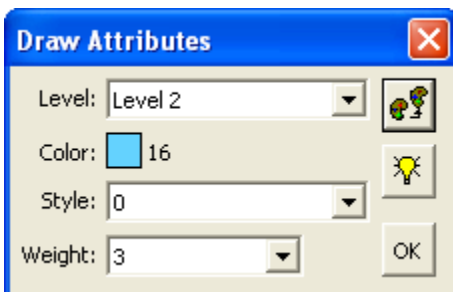 Draw Attributes
Level: Level 2
Color: 16
Style: 0
Weight: 3
OK